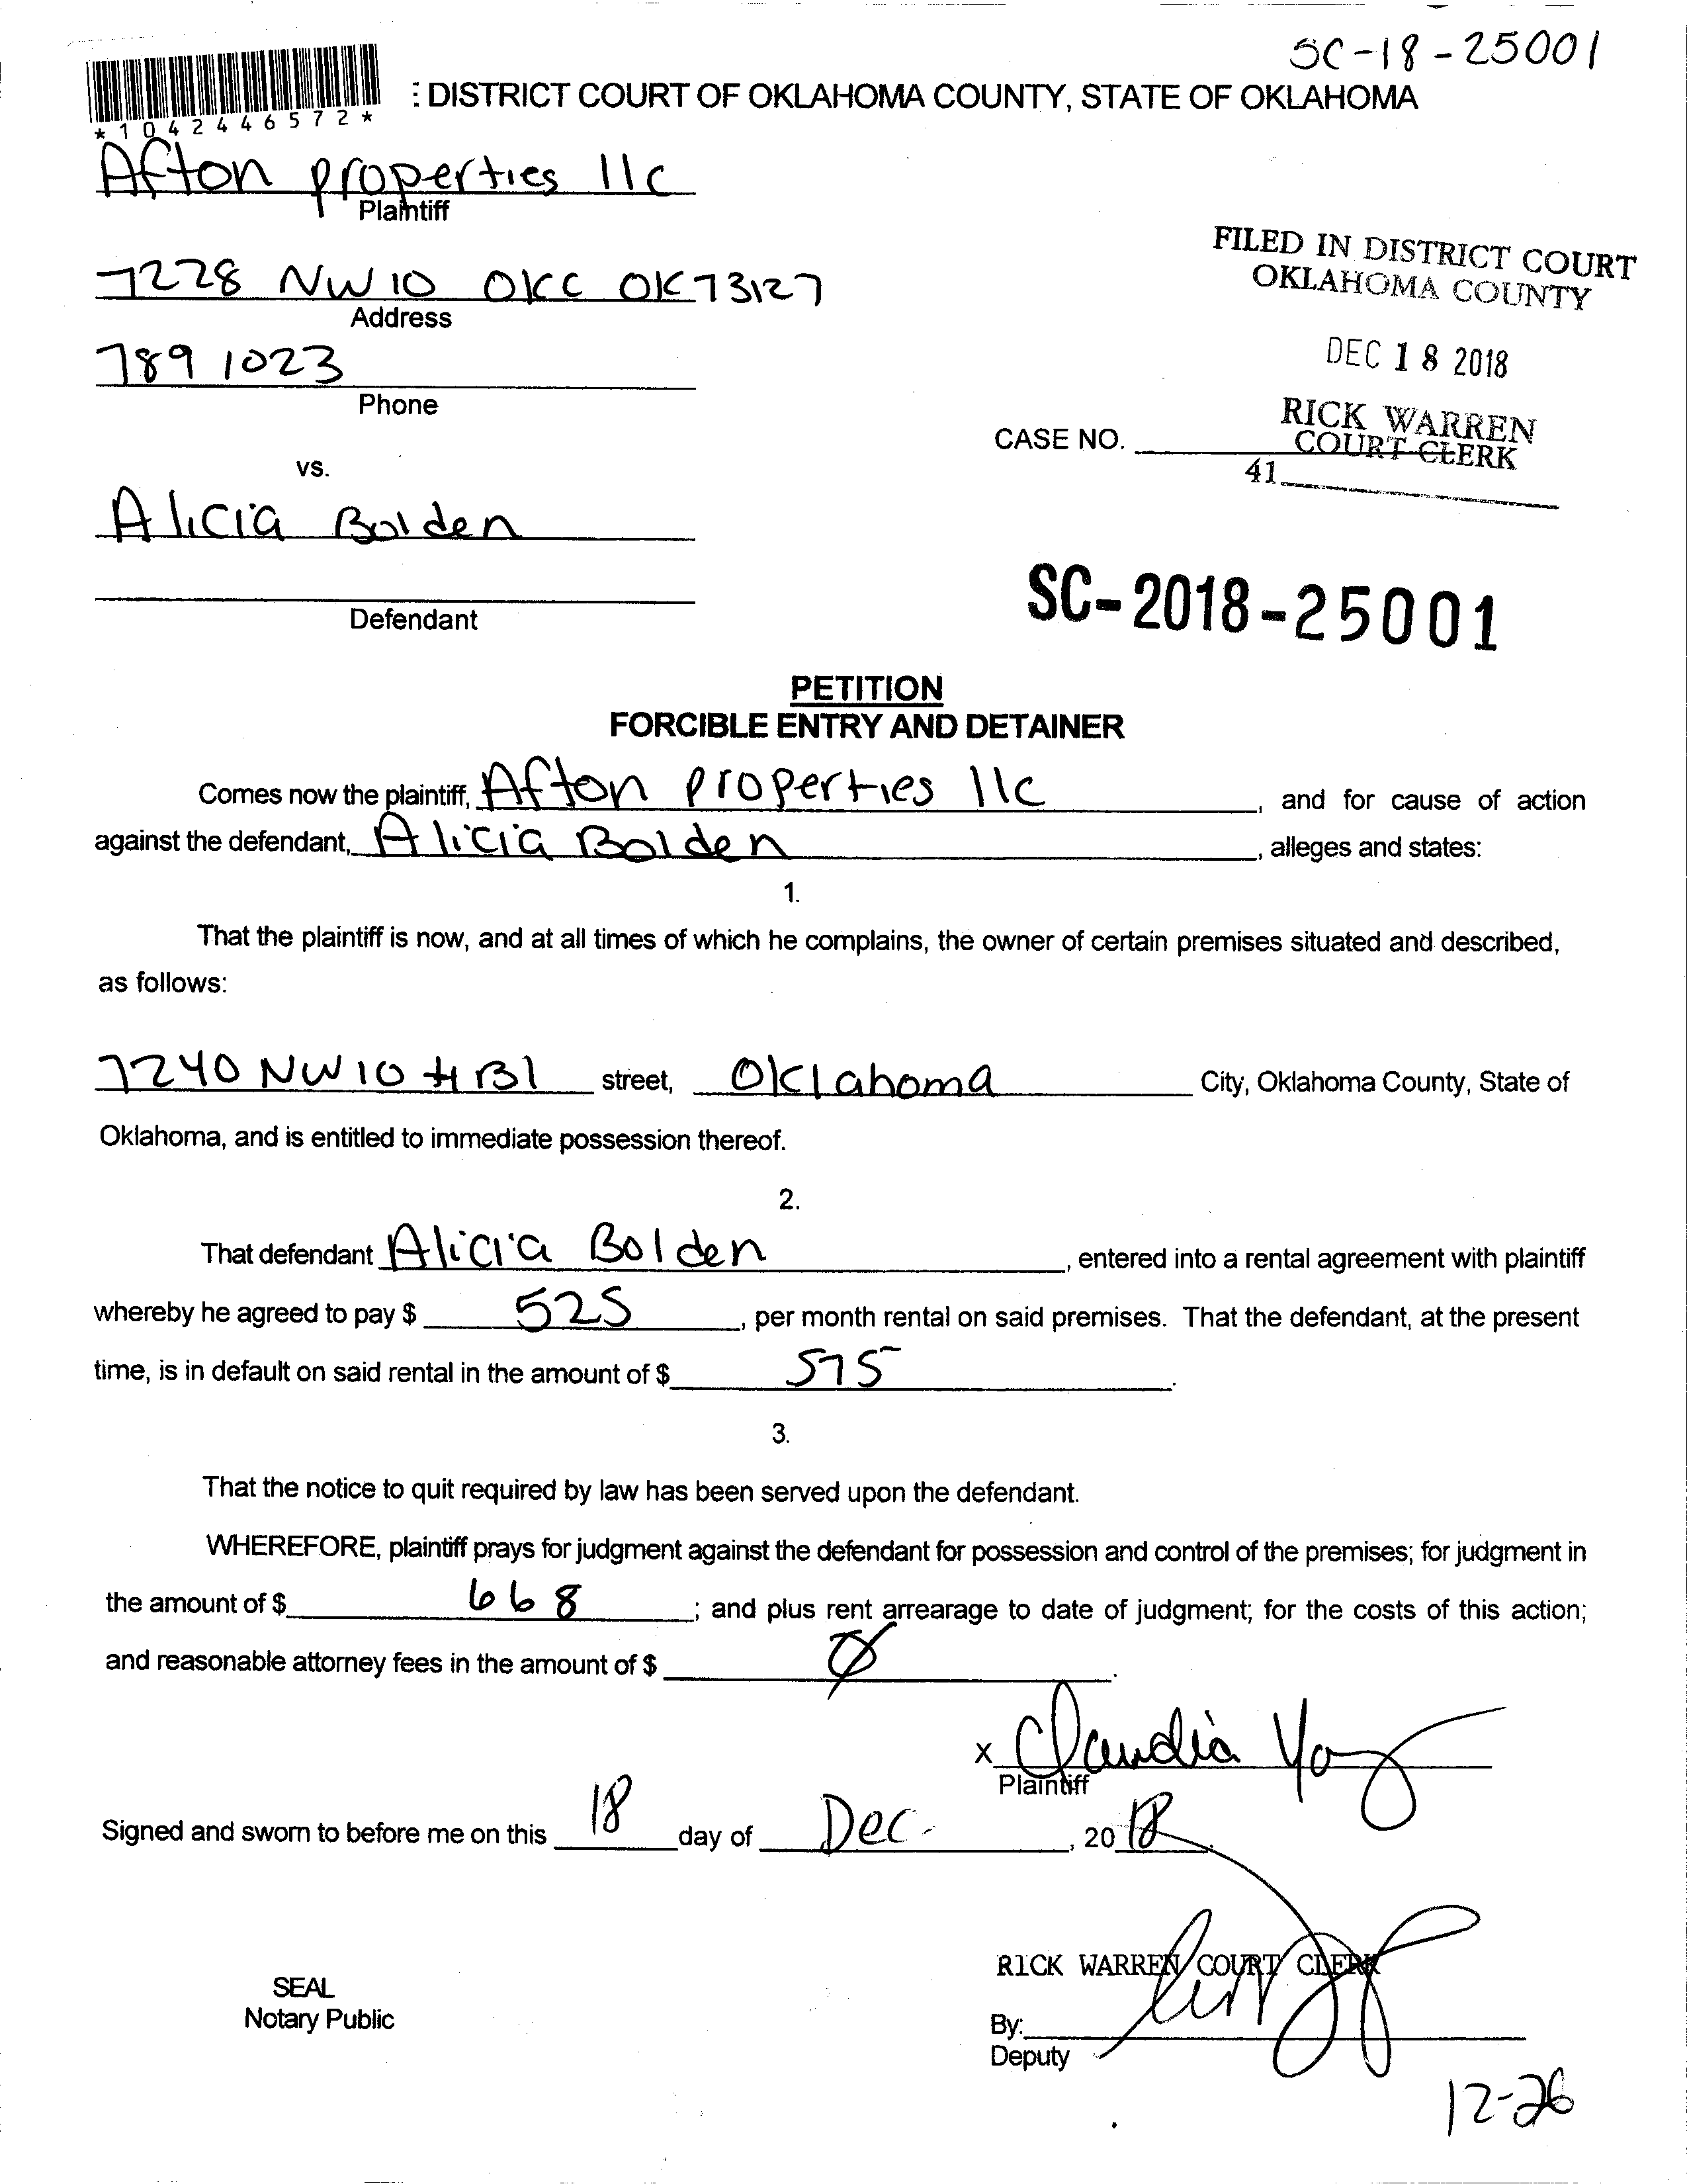 SC-18-25001
: DISTRICT COURT OF OKLAHOMA COUNTY, STATE OF OKLAHOMA
*1042446572*
Afton properties llc
Plaintiff
7228 NW 10 OKC OK 73127
Address
FILED IN DISTRICT COURT
OKLAHOMA COUNTY
789 1023
Phone
DEC 18 2018
RICK WARREN
COURT CLERK
CASE NO.
41
vs.
Alicia Bolden
Defendant
SC-2018-25001
PETITION
FORCIBLE ENTRY AND DETAINER
Comes now the plaintiff, Afton properties llc, and for cause of action
against the defendant, Alicia Bolden, alleges and states:
1.
That the plaintiff is now, and at all times of which he complains, the owner of certain premises situated and described,
as follows:
7240 NW 10 # B1 street, Oklahoma City, Oklahoma County, State of
Oklahoma, and is entitled to immediate possession thereof.
2.
That defendant Alicia Bolden, entered into a rental agreement with plaintiff
whereby he agreed to pay $ 525, per month rental on said premises. That the defendant, at the present
time, is in default on said rental in the amount of $ 575.
3.
That the notice to quit required by law has been served upon the defendant.
WHEREFORE, plaintiff prays for judgment against the defendant for possession and control of the premises; for judgment in
the amount of $ 668; and plus rent arrearage to date of judgment; for the costs of this action;
and reasonable attorney fees in the amount of $ Ø.
x Claudia
Plaintiff
Signed and sworn to before me on this 18 day of Dec., 2018.
RICK WARREN COURT CLERK
SEAL
Notary Public
By:
Deputy
12-26